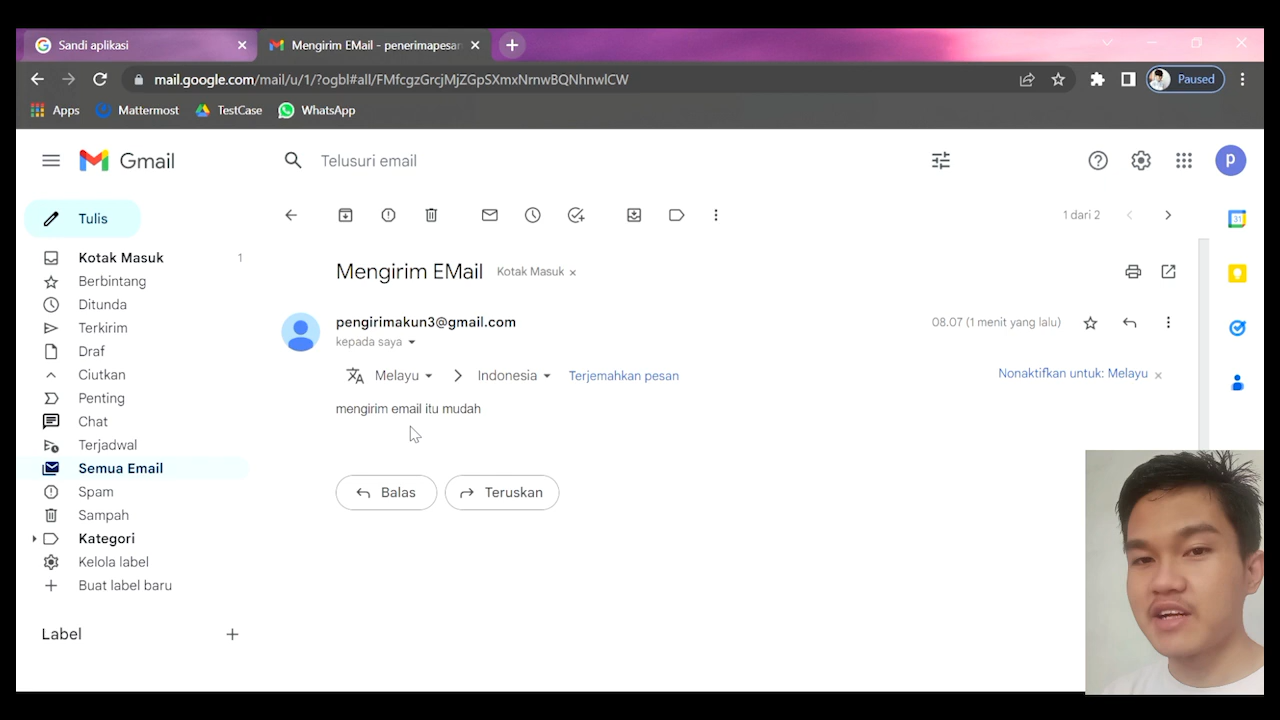 Sandi aplikasi
Mengirim EMail - penerimapesar
mail.google.com/mail/u/1/?ogbl#all/FMfcgzGrcjMjZGpSXmxNrnwBQNhnwlCW
Paused
Apps
Mattermost
TestCase
WhatsApp
Gmail
Telusuri email
p
Tulis
1 dari 2
31
Kotak Masuk 1
Berbintang
Ditunda
Terkirim
Draf
Ciutkan
Penting
Chat
Terjadwal
Semua Email
Spam
Sampah
Kategori
Kelola label
Buat label baru
Label
Mengirim EMail Kotak Masuk
pengirimakun3@gmail.com
08.07 (1 menit yang lalu)
kepada saya
Melayu
Indonesia
Terjemahkan pesan
Nonaktifkan untuk: Melayu
mengirim email itu mudah
Balas
Teruskan